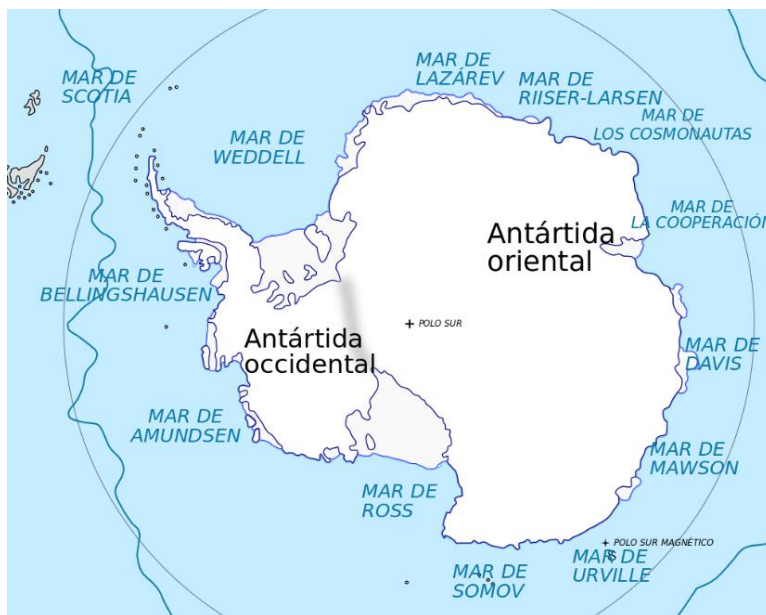 MAR DE
SCOTIA
MAR DE
LAZÁREV
MAR DE
RIISER-LARSEN
MAR DE
LOS COSMONAUTAS
MAR DE
WEDDELL
MAR DE
LA COOPERACIÓN
Antártida
oriental
MAR DE
BELLINGSHAUSEN
POLO SUR
Antártida
occidental
MAR DE
DAVIS
MAR DE
AMUNDSEN
MAR DE
MAWSON
MAR DE
ROSS
POLO SUR MAGNÉTICO
MAR DE
URVILLE
MAR DE
SOMOV